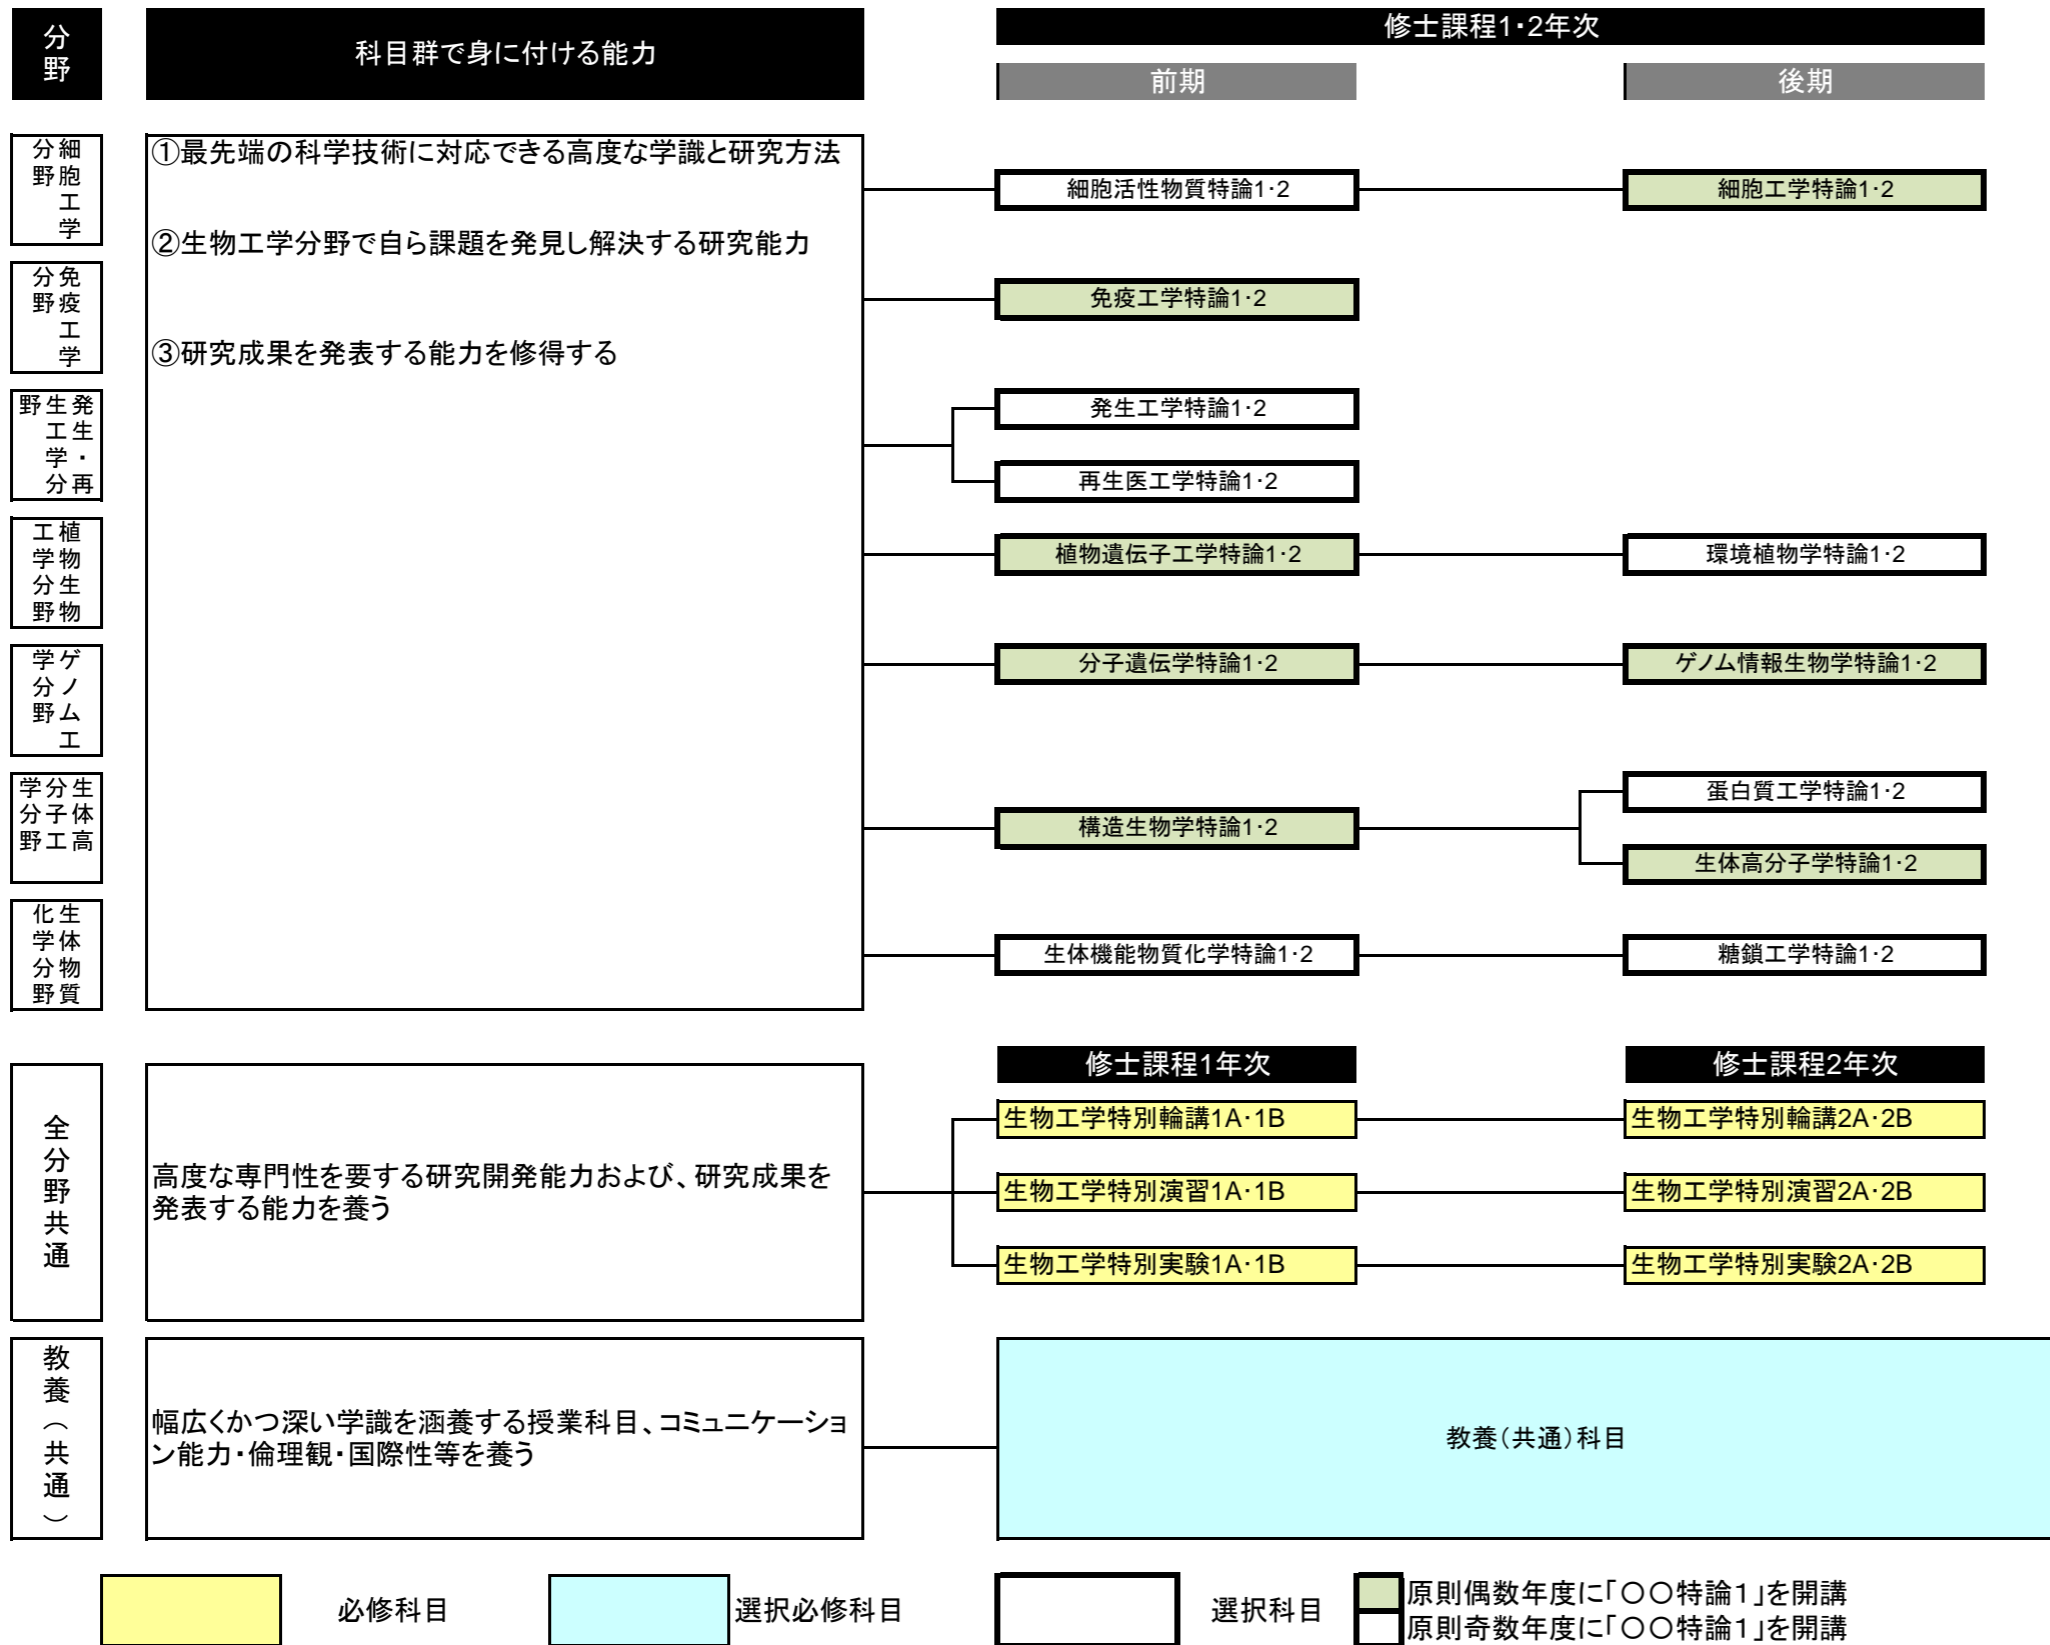 分野
科目群で身に付ける能力
修士課程1･2年次
前期
後期
細胞工学
分野
①最先端の科学技術に対応できる高度な学識と研究方法
②生物工学分野で自ら課題を発見し解決する研究能力
③研究成果を発表する能力を修得する
細胞活性物質特論1･2
細胞工学特論1･2
免疫工学
分野
免疫工学特論1･2
発生・再
生工学分
野
発生工学特論1･2
再生医工学特論1･2
植物生物
工学分野
植物遺伝子工学特論1･2
環境植物学特論1･2
ゲノム工
学分野
分子遺伝学特論1･2
ゲノム情報生物学特論1･2
生体高
分子工
学分野
構造生物学特論1･2
蛋白質工学特論1･2
生体高分子学特論1･2
生体物質
化学分野
生体機能物質化学特論1･2
糖鎖工学特論1･2
修士課程1年次
修士課程2年次
全分野共通
高度な専門性を要する研究開発能力および、研究成果を
発表する能力を養う
生物工学特別輪講1A･1B
生物工学特別輪講2A･2B
生物工学特別演習1A･1B
生物工学特別演習2A･2B
生物工学特別実験1A･1B
生物工学特別実験2A･2B
教養（共通）
幅広くかつ深い学識を涵養する授業科目、コミュニケーショ
ン能力・倫理観・国際性等を養う
教養（共通）科目
必修科目
選択必修科目
選択科目
原則偶数年度に「〇〇特論１」を開講
原則奇数年度に「〇〇特論１」を開講